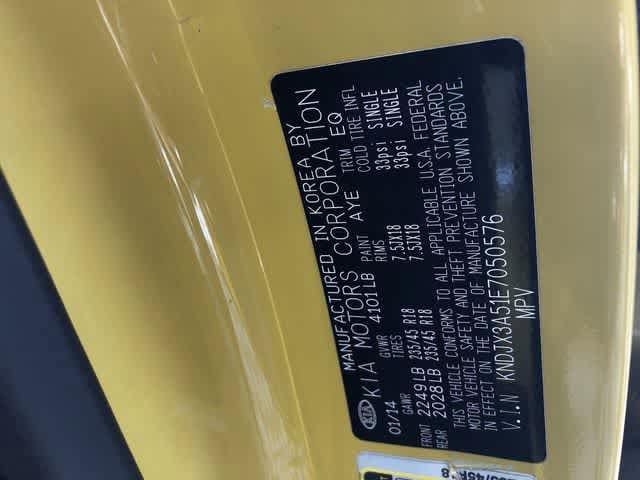 MANUFACTURED IN KOREA BY
KIA KIA MOTORS CORPORATION
01/14 4101LB AYE EQ
GVWR PAINT TRIM
TIRES RIMS COLD TIRE INFL
FRONT 2249LB 235/45 R18 7.5JX18 33psi SINGLE
GAWR
REAR 2028LB 235/45 R18 7.5JX18 33psi SINGLE
THIS VEHICLE CONFORMS TO ALL APPLICABLE U.S.A. FEDERAL
MOTOR VEHICLE SAFETY AND THEFT PREVENTION STANDARDS
IN EFFECT ON THE DATE OF MANUFACTURE SHOWN ABOVE.
V.I.N KNDJX3A51E7050576
MPV